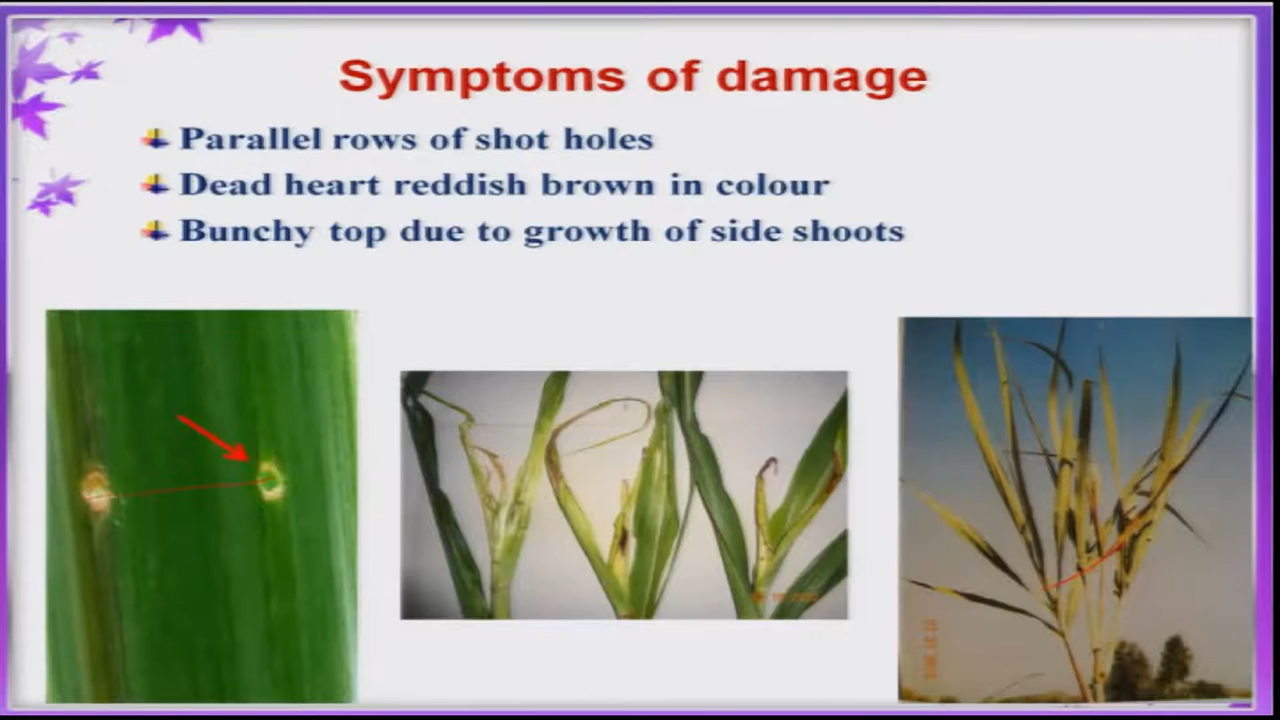 Symptoms of damage
Parallel rows of shot holes
Dead heart reddish brown in colour
Bunchy top due to growth of side shoots